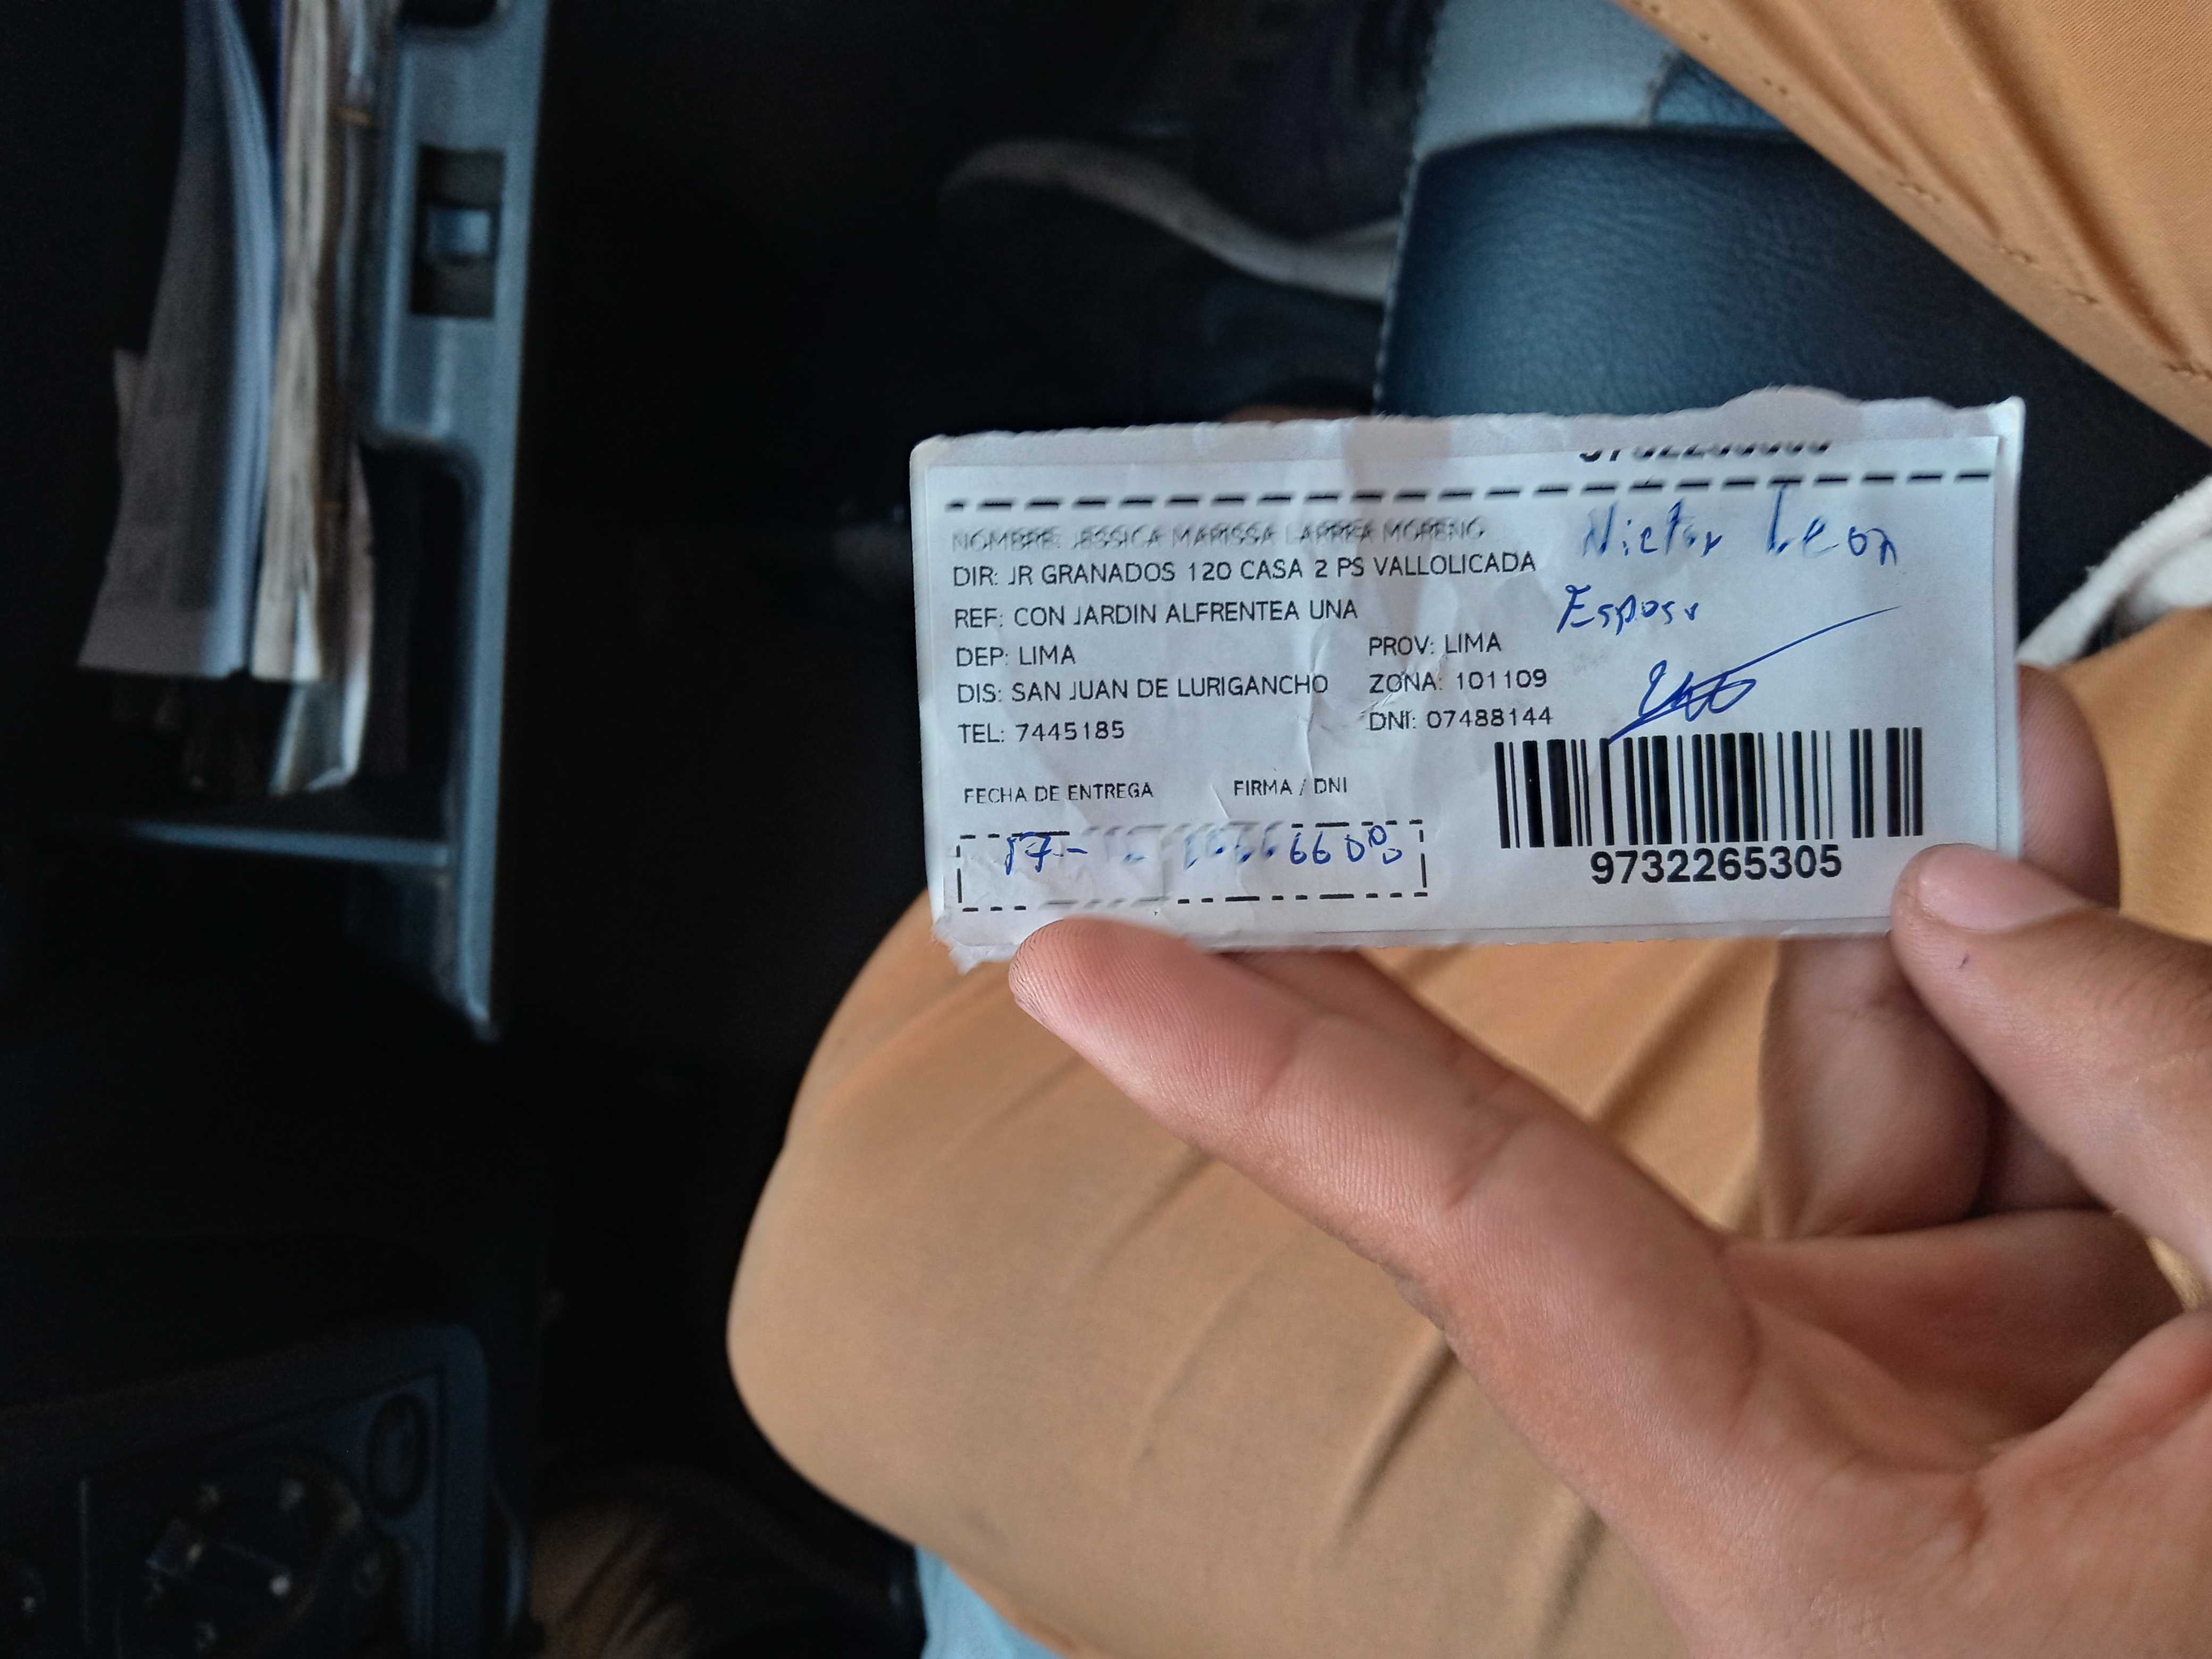 NOMBRE: JESSICA MARISSA LARREA MORENO
DIR: JR GRANADOS 120 CASA 2 PS VALLOLICADA
REF: CON JARDIN ALFRENTEA UNA
DEP: LIMA PROV: LIMA
DIS: SAN JUAN DE LURIGANCHO ZONA: 101109
TEL: 7445185 DNI: 07488144
Leon
Esposo
FECHA DE ENTREGA FIRMA / DNI
17-
9732265305